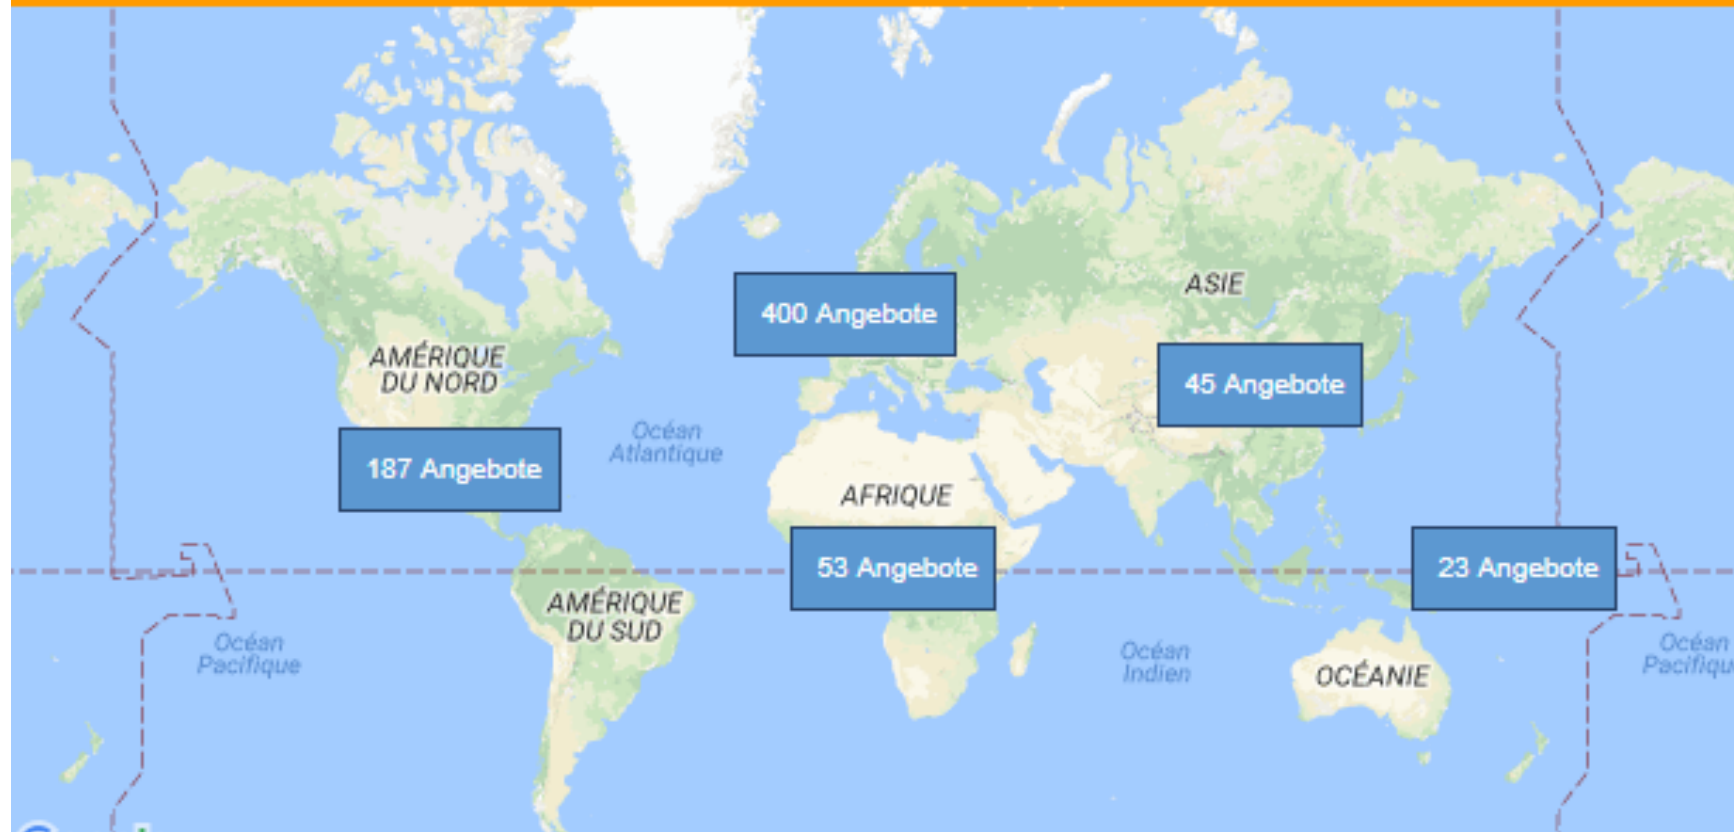 ASIE
400 Angebote
AMÉRIQUE
DU NORD
45 Angebote
Océan
Atlantique
187 Angebote
AFRIQUE
53 Angebote
23 Angebote
AMÉRIQUE
DU SUD
Océan
Pacifique
Océan
Indien
OCÉANIE
Océan
Pacifiqu